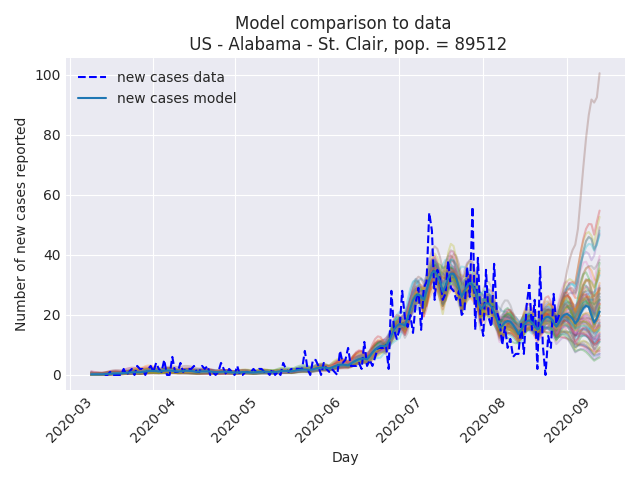 Model comparison to data
US - Alabama - St. Clair, pop. = 89512
new cases data
new cases model
Number of new cases reported
100
80
60
40
20
0
2020-03
2020-04
2020-05
2020-06
2020-07
2020-08
2020-09
Day